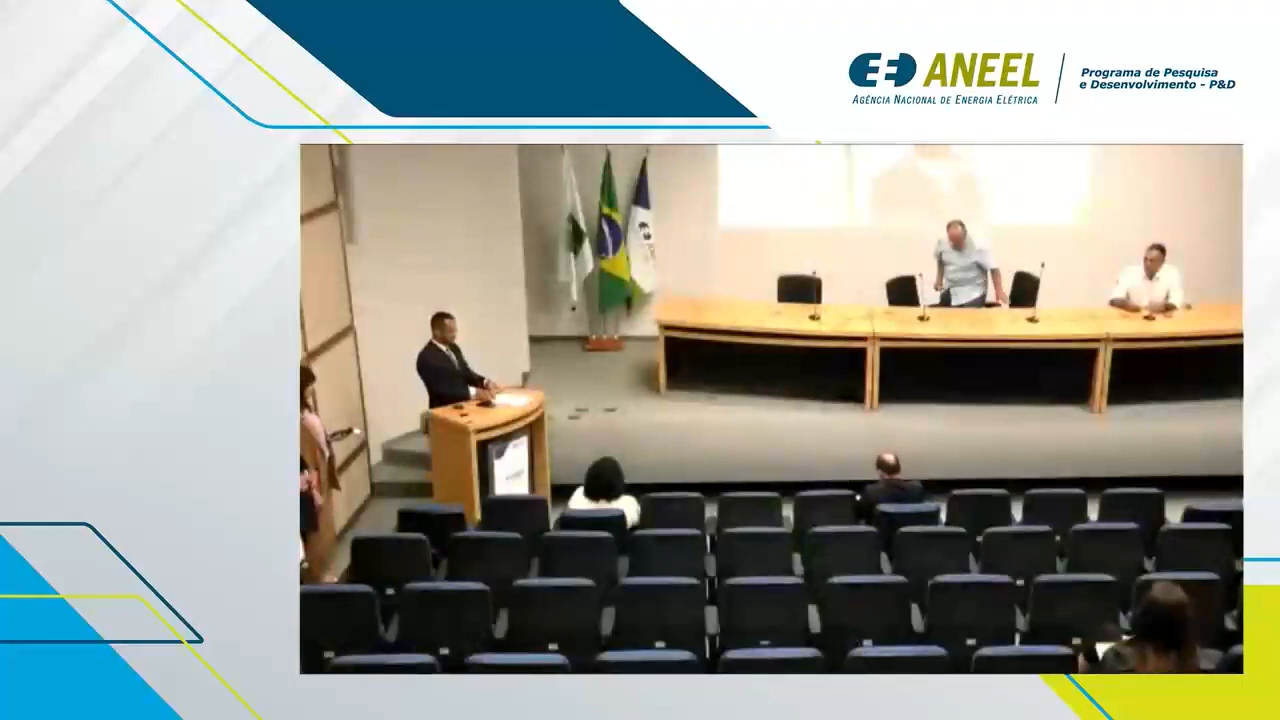 ANEEL
AGÊNCIA NACIONAL DE ENERGIA ELÉTRICA
Programa de Pesquisa
e Desenvolvimento - P&D